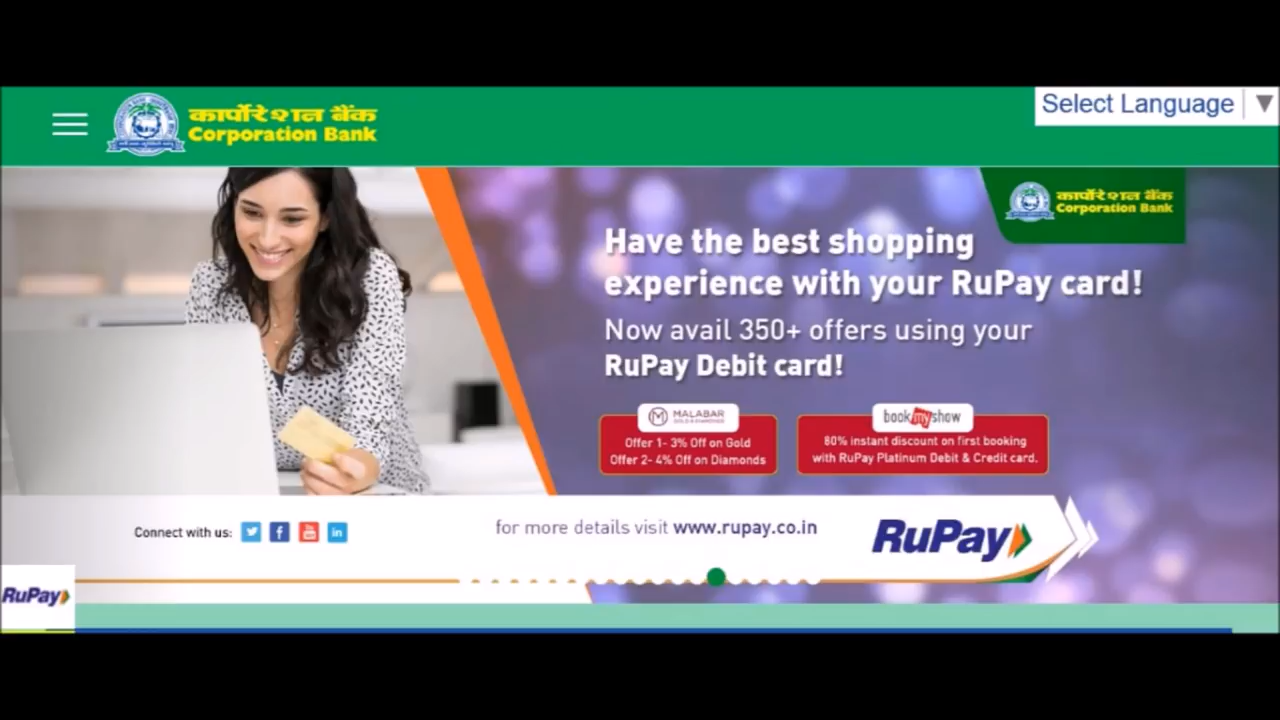 कार्पोरेशन बैंक
Corporation Bank
Select Language
कार्पोरेशन बैंक
Corporation Bank
Have the best shopping
experience with your RuPay card!
Now avail 350+ offers using your
RuPay Debit card!
MALABAR
GOLD & DIAMONDS
Offer 1- 3% Off on Gold
Offer 2- 4% Off on Diamonds
bookmyshow
80% instant discount on first booking
with RuPay Platinum Debit & Credit card.
Connect with us:
for more details visit www.rupay.co.in
RuPay
RuPay